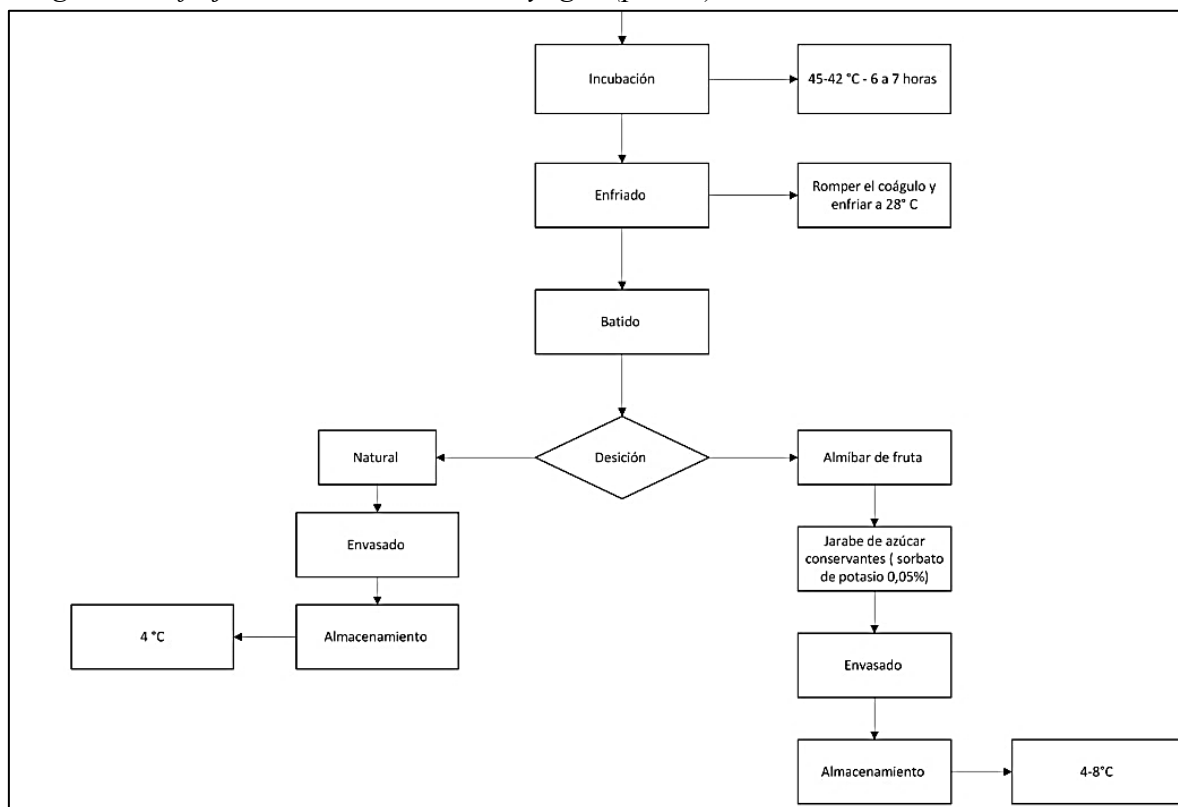 Incubación
45-42 °C - 6 a 7 horas
Enfriado
Romper el coágulo y
enfriar a 28° C
Batido
Desición
Natural
Almíbar de fruta
Envasado
Jarabe de azúcar
conservantes ( sorbato
de potasio 0,05%)
Almacenamiento
4 °C
Envasado
Almacenamiento
4-8°C